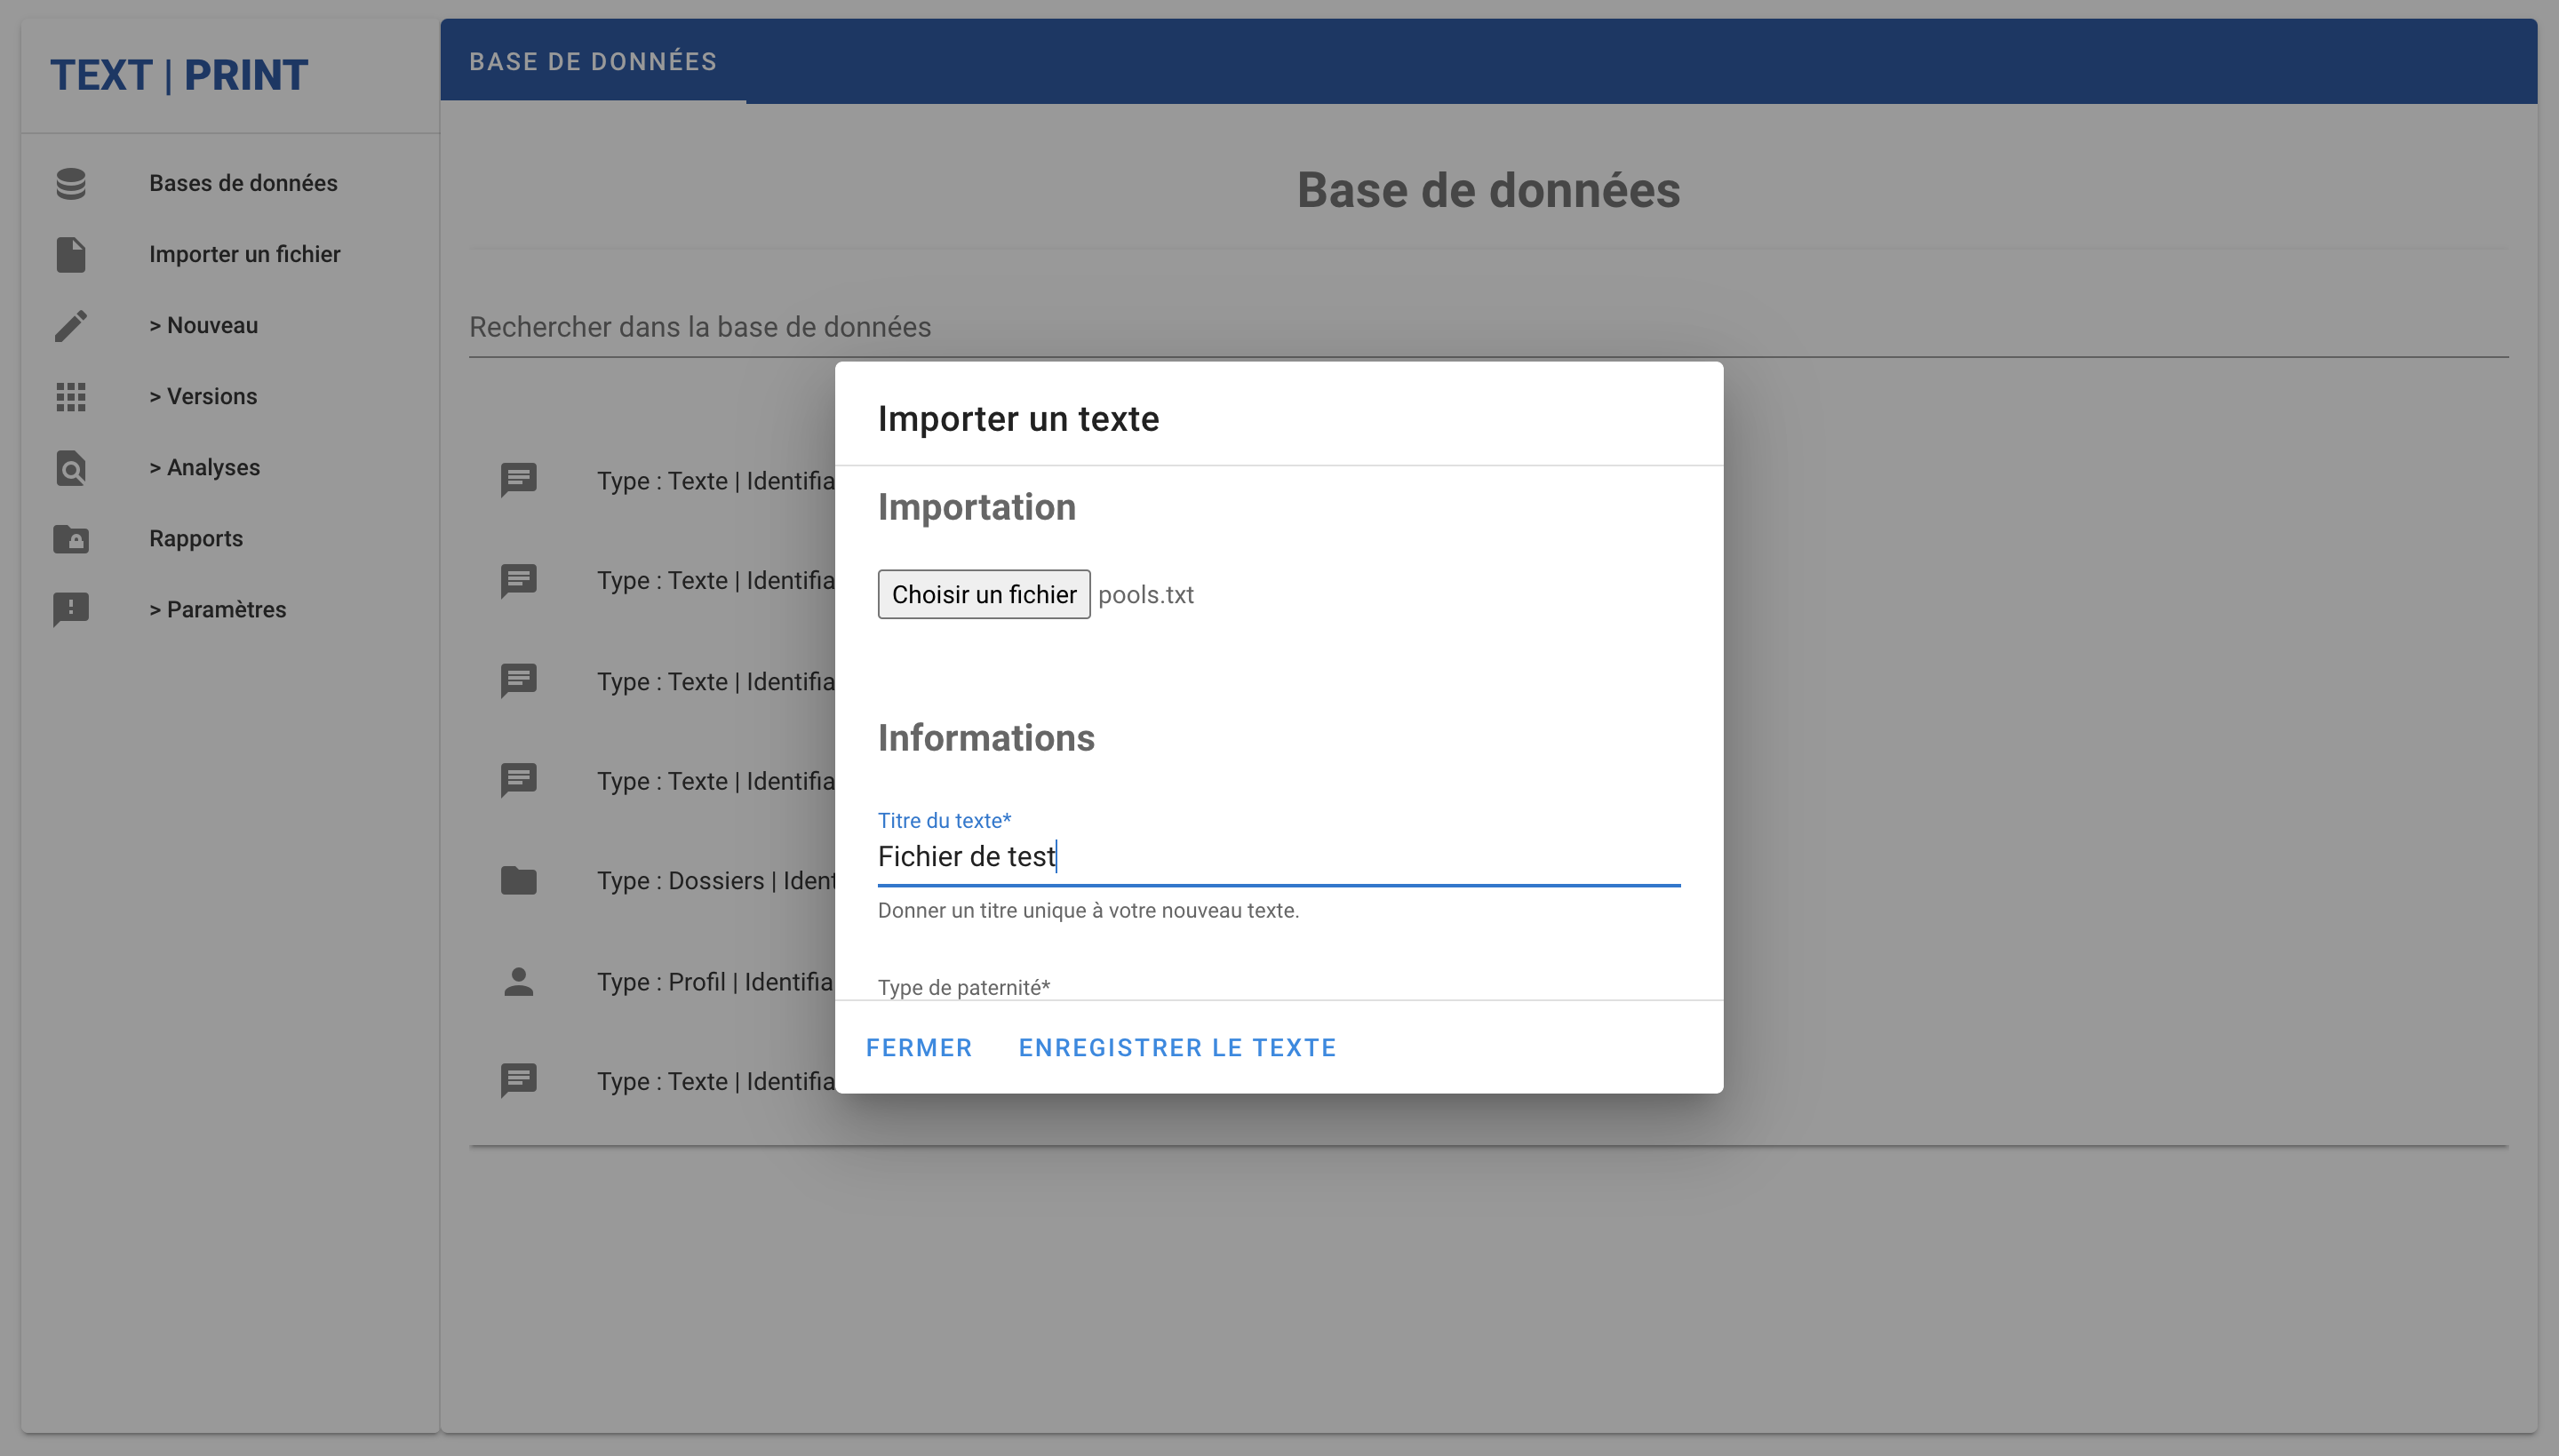 TEXT | PRINT
Bases de données
Importer un fichier
> Nouveau
> Versions
> Analyses
Rapports
> Paramètres
BASE DE DONNÉES
Base de données
Rechercher dans la base de données
Type : Texte | Identifia
Type : Texte | Identifia
Type : Texte | Identifia
Type : Texte | Identifia
Type : Dossiers | Ident
Type : Profil | Identifia
Type : Texte | Identifia
Importer un texte
Importation
Choisir un fichier pools.txt
Informations
Titre du texte*
Fichier de test
Donner un titre unique à votre nouveau texte.
Type de paternité*
FERMER ENREGISTRER LE TEXTE